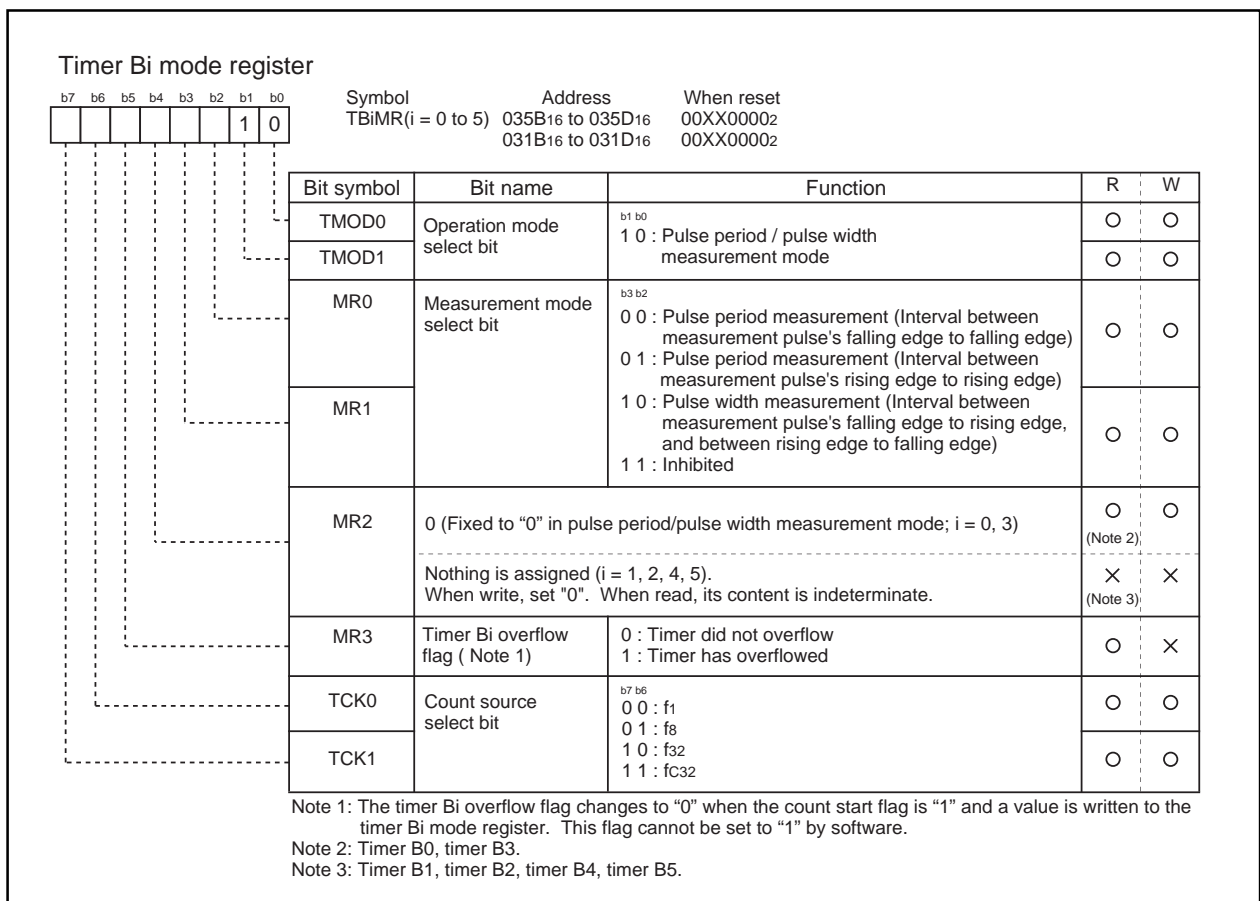 Timer Bi mode register
b7 b6 b5 b4 b3 b2 b1 b0
1 0
Symbol Address When reset
TBiMR(i = 0 to 5) 035B16 to 035D16 00XX00002
031B16 to 031D16 00XX00002
Bit symbol Bit name Function R W
TMOD0
TMOD1
Operation mode
select bit
b1 b0
1 0 : Pulse period / pulse width
measurement mode
MR0
MR1
Measurement mode
select bit
b3 b2
0 0 : Pulse period measurement (Interval between
measurement pulse's falling edge to falling edge)
0 1 : Pulse period measurement (Interval between
measurement pulse's rising edge to rising edge)
1 0 : Pulse width measurement (Interval between
measurement pulse's falling edge to rising edge,
and between rising edge to falling edge)
1 1 : Inhibited
MR2
0 (Fixed to “0” in pulse period/pulse width measurement mode; i = 0, 3)
(Note 2)
Nothing is assigned (i = 1, 2, 4, 5).
When write, set "0". When read, its content is indeterminate.
(Note 3)
MR3
Timer Bi overflow
flag ( Note 1)
0 : Timer did not overflow
1 : Timer has overflowed
TCK0
TCK1
Count source
select bit
b7 b6
0 0 : f1
0 1 : f8
1 0 : f32
1 1 : fC32
Note 1: The timer Bi overflow flag changes to “0” when the count start flag is “1” and a value is written to the
timer Bi mode register. This flag cannot be set to “1” by software.
Note 2: Timer B0, timer B3.
Note 3: Timer B1, timer B2, timer B4, timer B5.